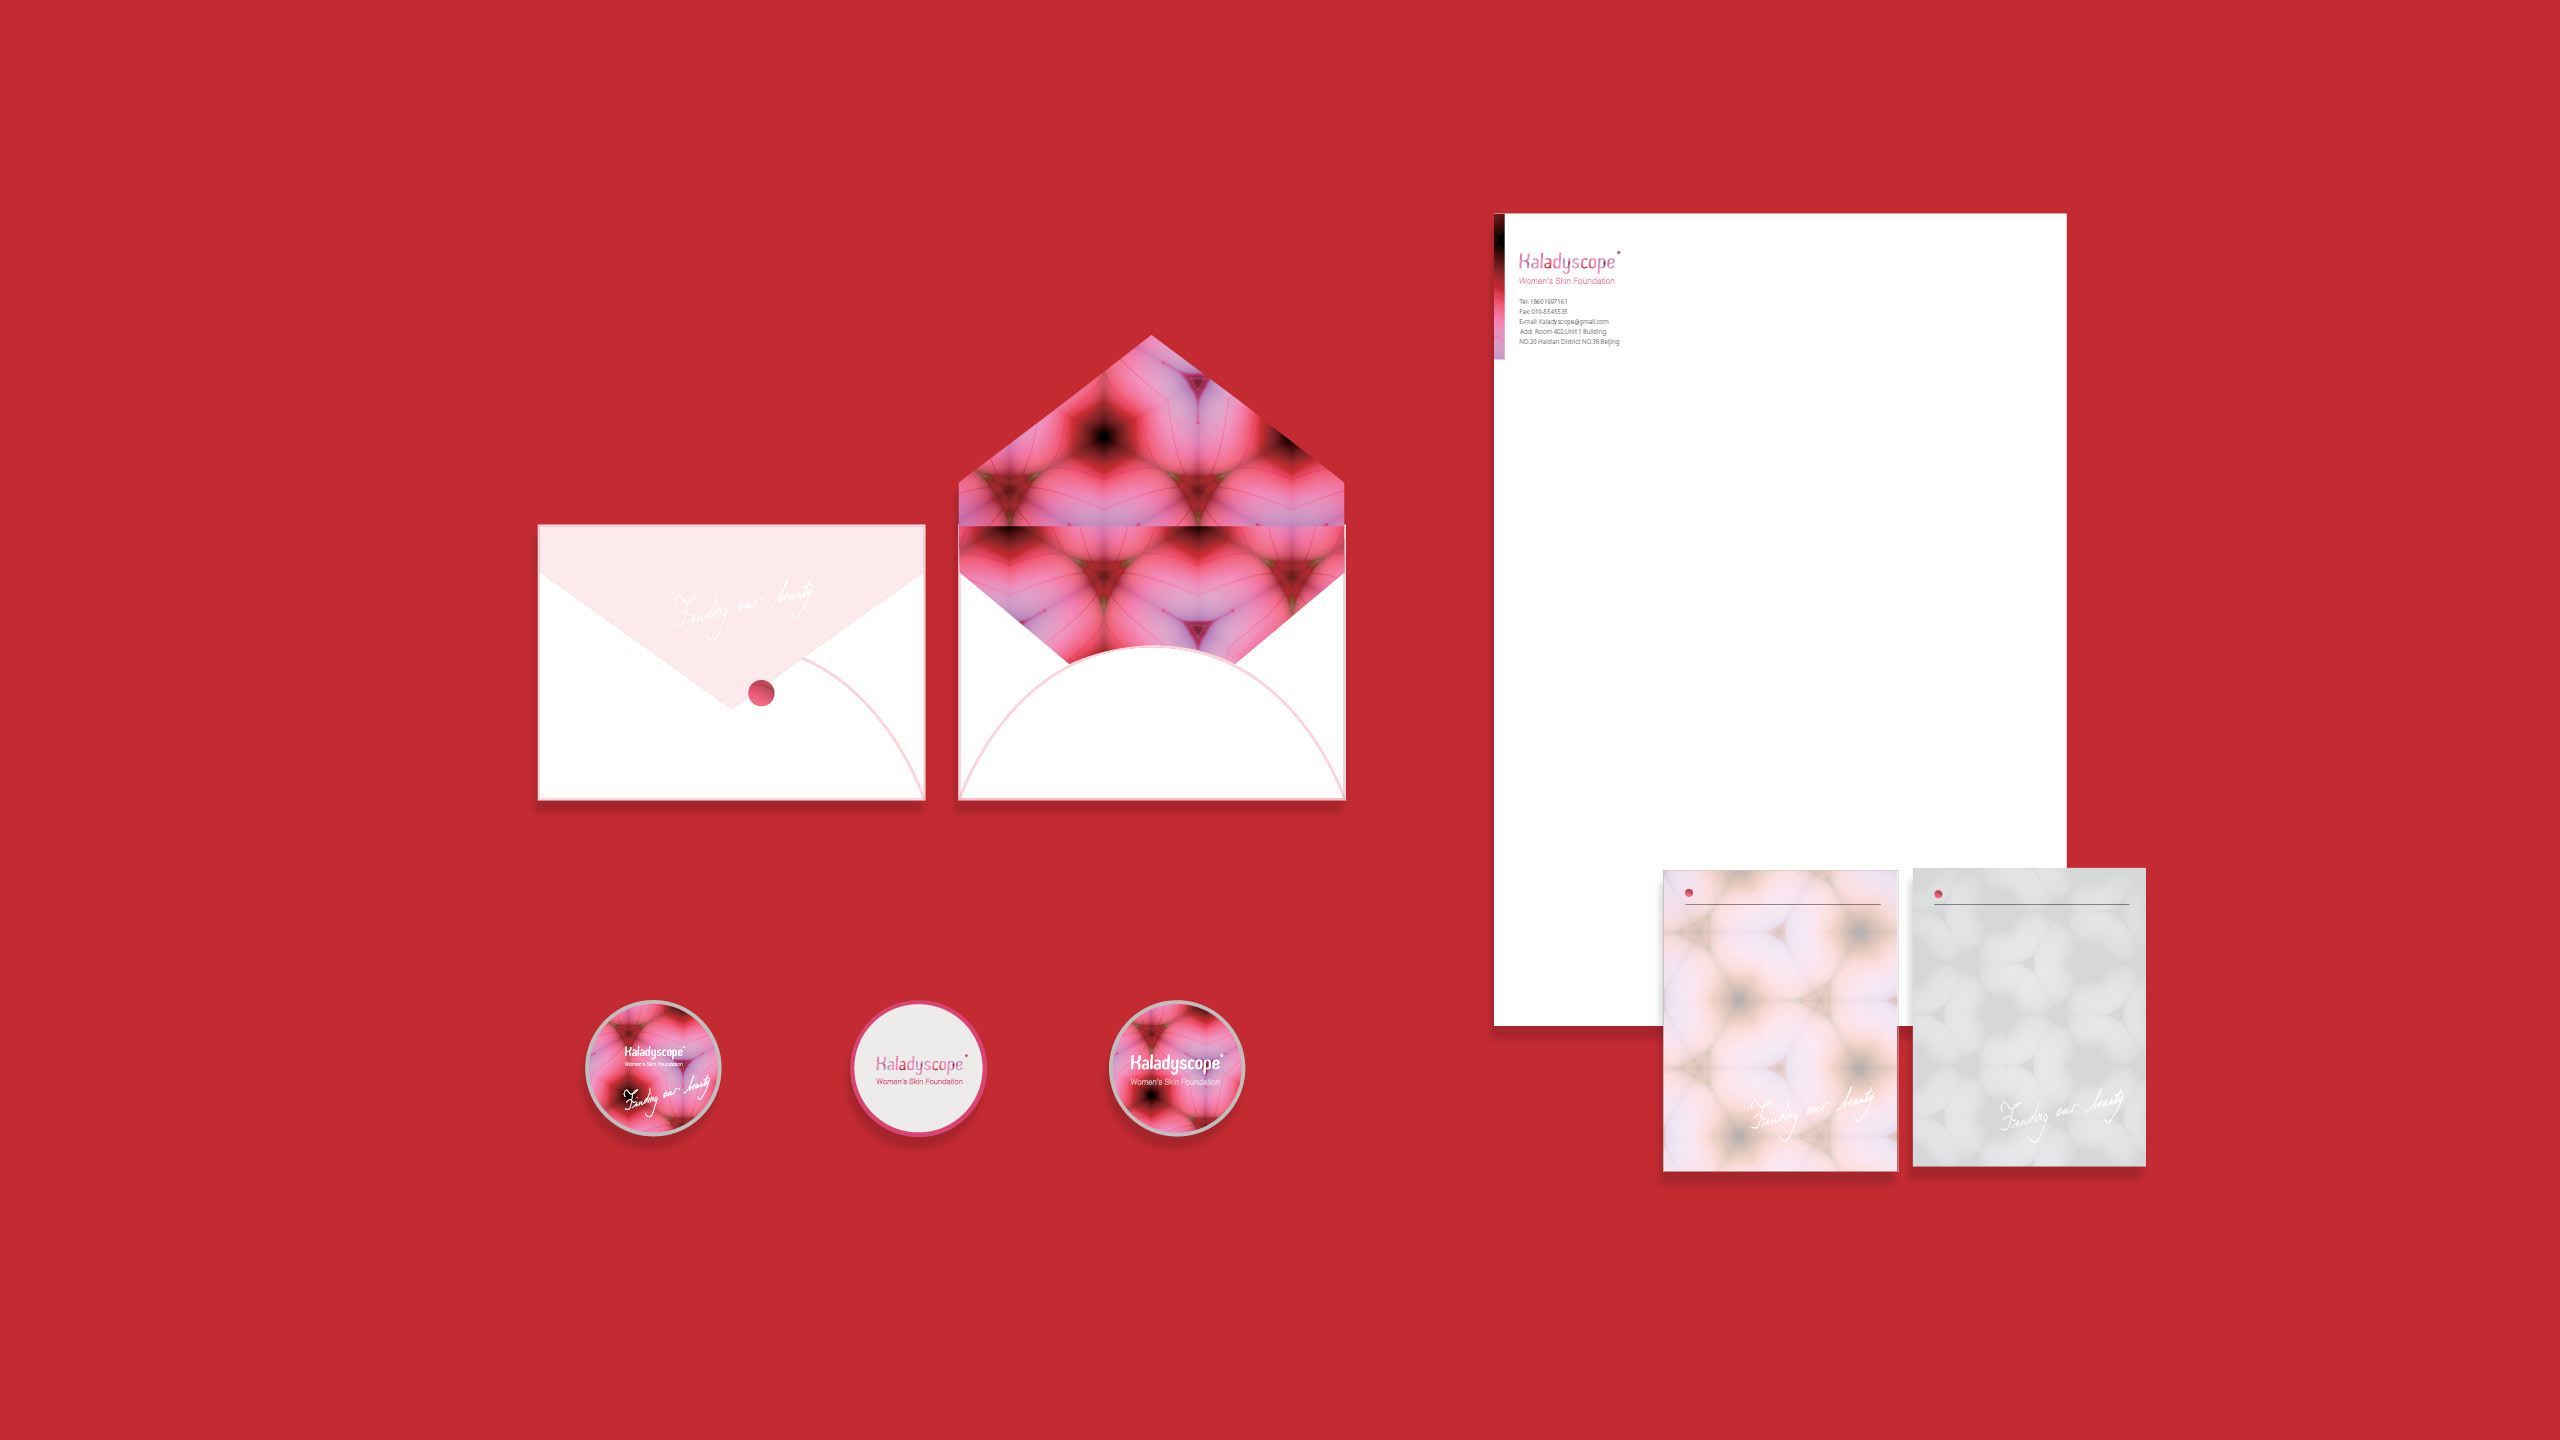 Finding our beauty
Kaladyscope
Women's Skin Foundation
Tel: 18601997161
Fax: 010-5545535
E-mail: Kaladyscope@gmail.com
Add: Room 402,Unit 1 Building
NO.20 Haidian District NO.38 Beijing
Kaladyscope
Women's Skin Foundation
Finding our beauty
Kaladyscope
Women's Skin Foundation
Kaladyscope
Women's Skin Foundation
Finding our beauty
Finding our beauty